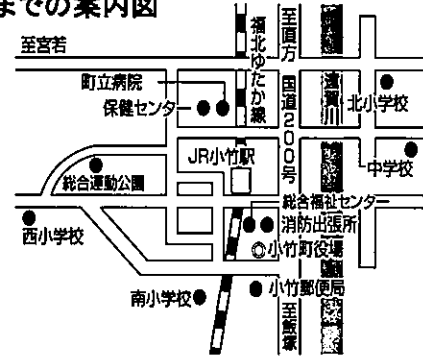 までの案内図
至宮若
町立病院
保健センター
福北ゆたか線
至直方
国道200号
遠賀川
北小学校
JR小竹駅
中学校
総合運動公園
総合福祉センター
消防出張所
西小学校
小竹町役場
小竹郵便局
南小学校
至飯塚